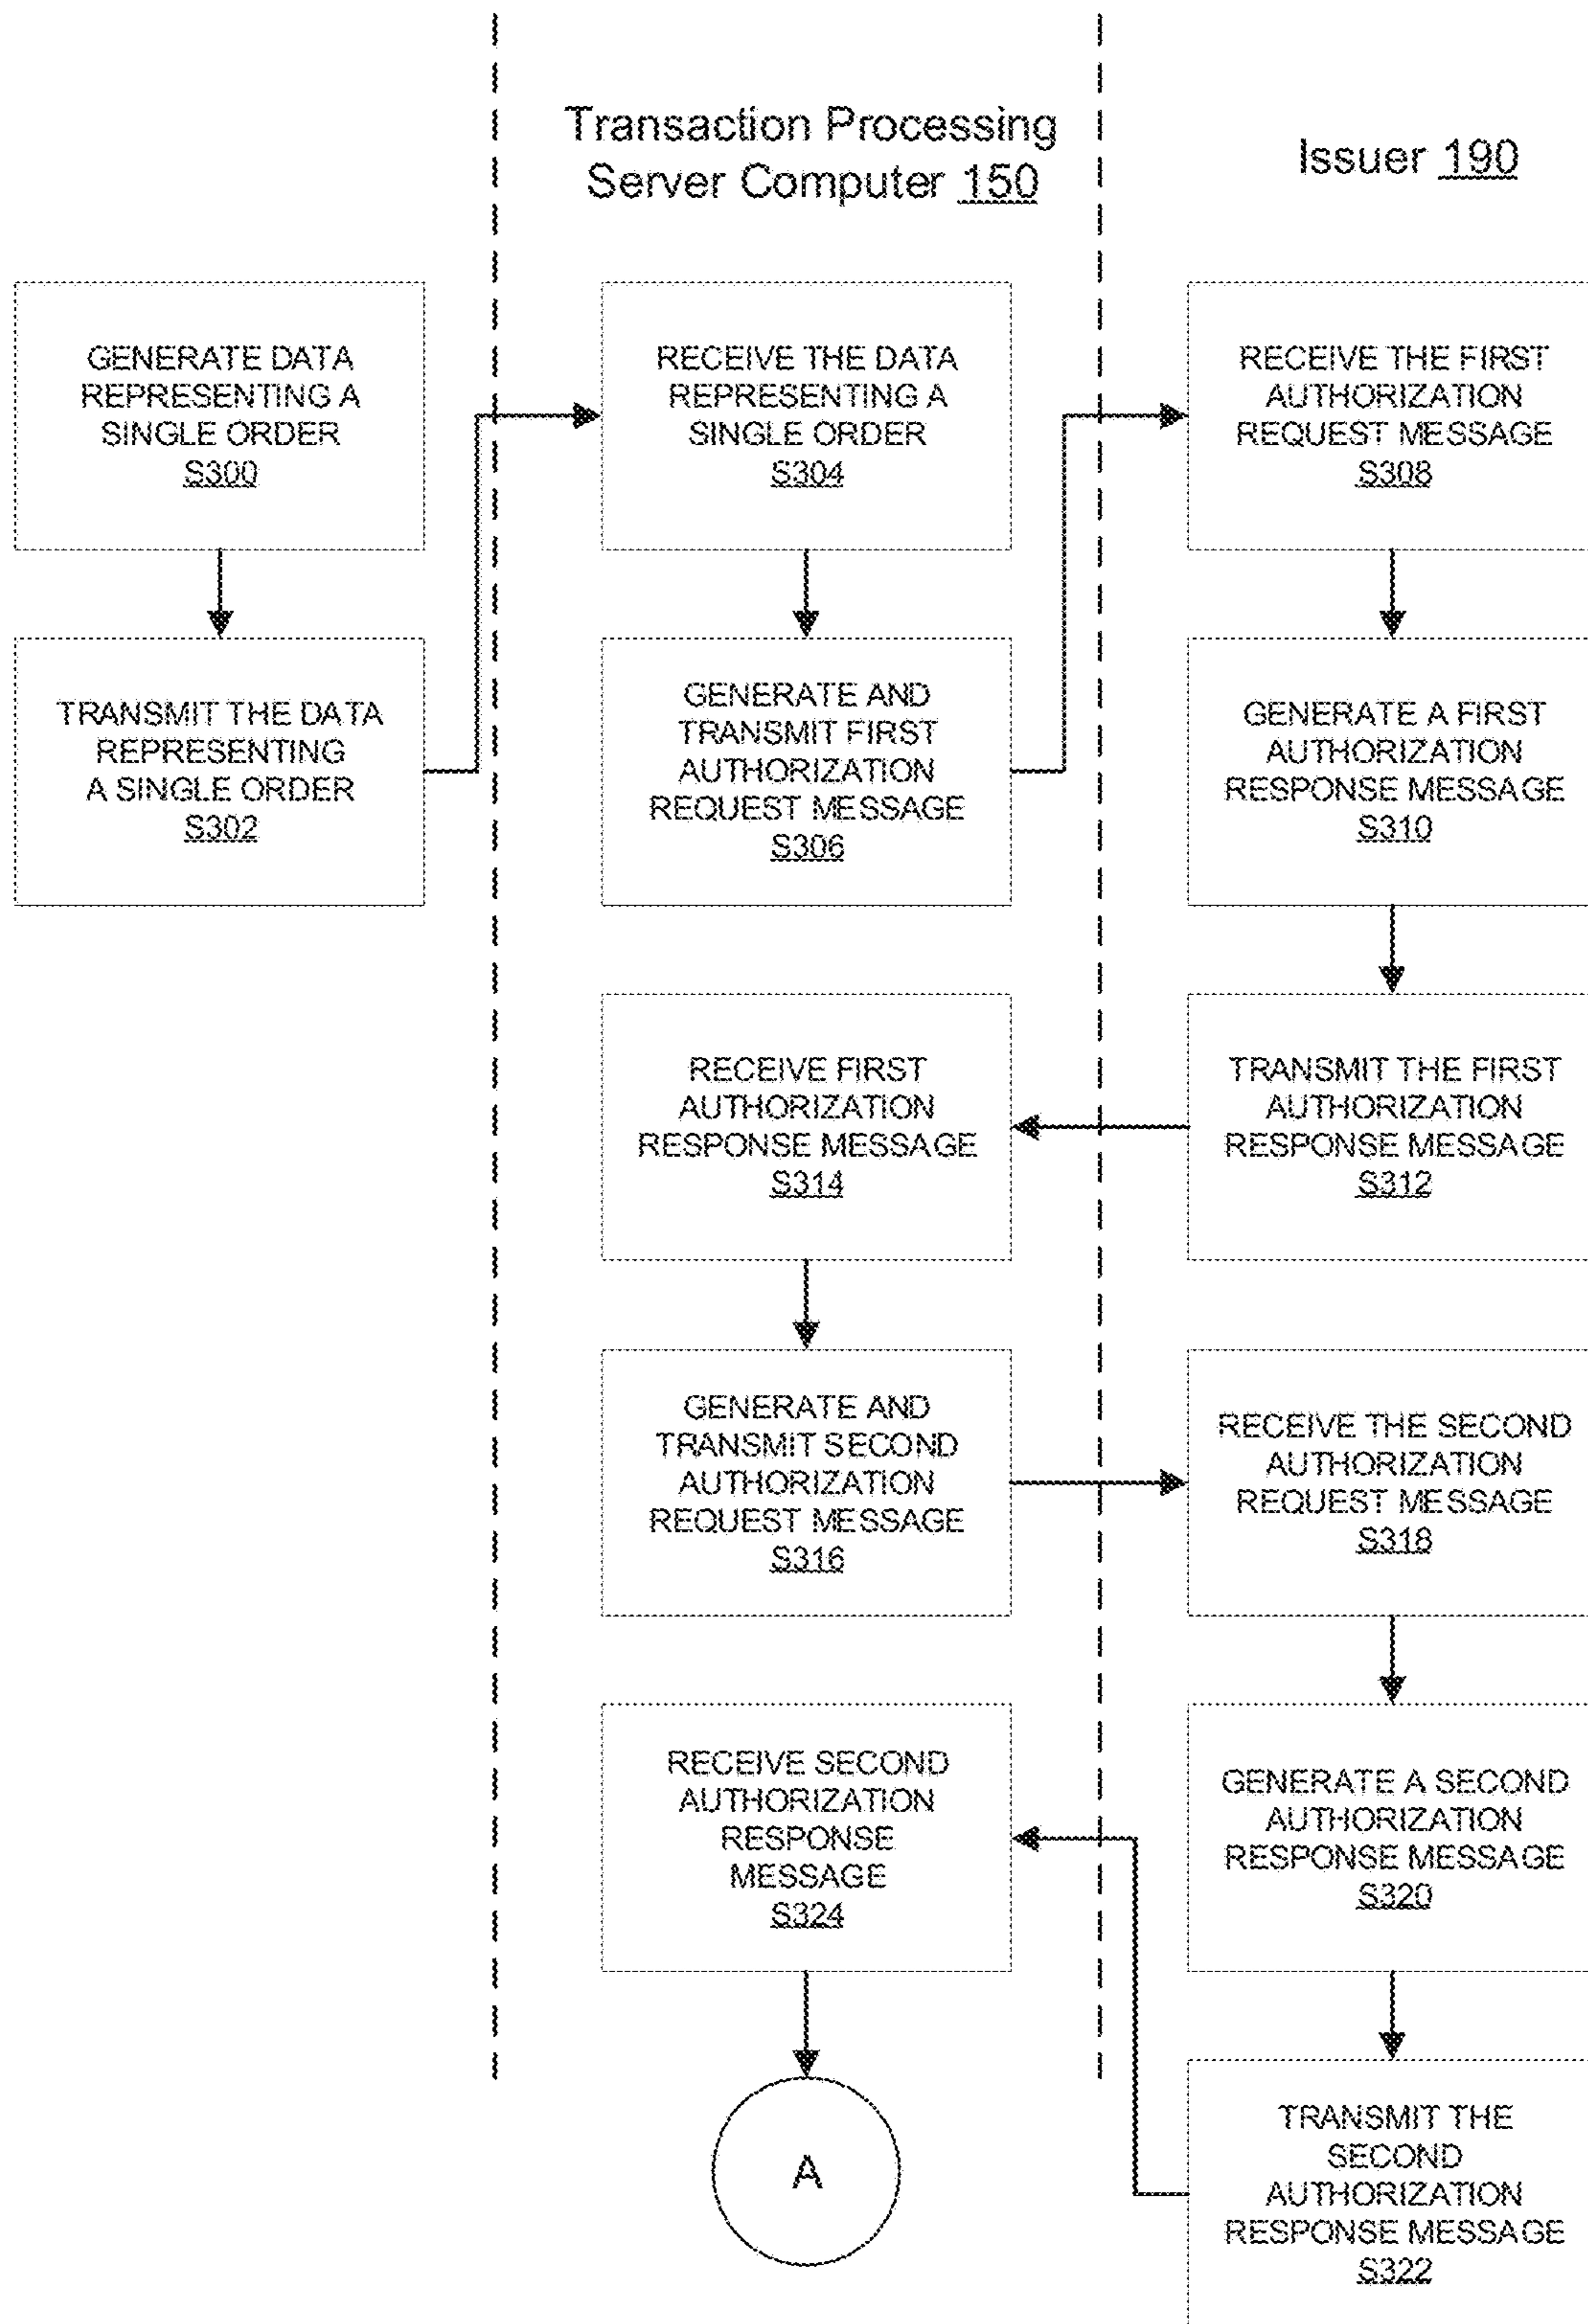 Transaction Processing
Server Computer 150
Issuer 190
GENERATE DATA
REPRESENTING A
SINGLE ORDER
S300
TRANSMIT THE DATA
REPRESENTING
A SINGLE ORDER
S302
RECEIVE THE DATA
REPRESENTING A
SINGLE ORDER
S304
GENERATE AND
TRANSMIT FIRST
AUTHORIZATION
REQUEST MESSAGE
S306
RECEIVE THE FIRST
AUTHORIZATION
REQUEST MESSAGE
S308
GENERATE A FIRST
AUTHORIZATION
RESPONSE MESSAGE
S310
TRANSMIT THE FIRST
AUTHORIZATION
RESPONSE MESSAGE
S312
RECEIVE FIRST
AUTHORIZATION
RESPONSE MESSAGE
S314
GENERATE AND
TRANSMIT SECOND
AUTHORIZATION
REQUEST MESSAGE
S316
RECEIVE THE SECOND
AUTHORIZATION
REQUEST MESSAGE
S318
GENERATE A SECOND
AUTHORIZATION
RESPONSE MESSAGE
S320
TRANSMIT THE
SECOND
AUTHORIZATION
RESPONSE MESSAGE
S322
RECEIVE SECOND
AUTHORIZATION
RESPONSE
MESSAGE
S324
A